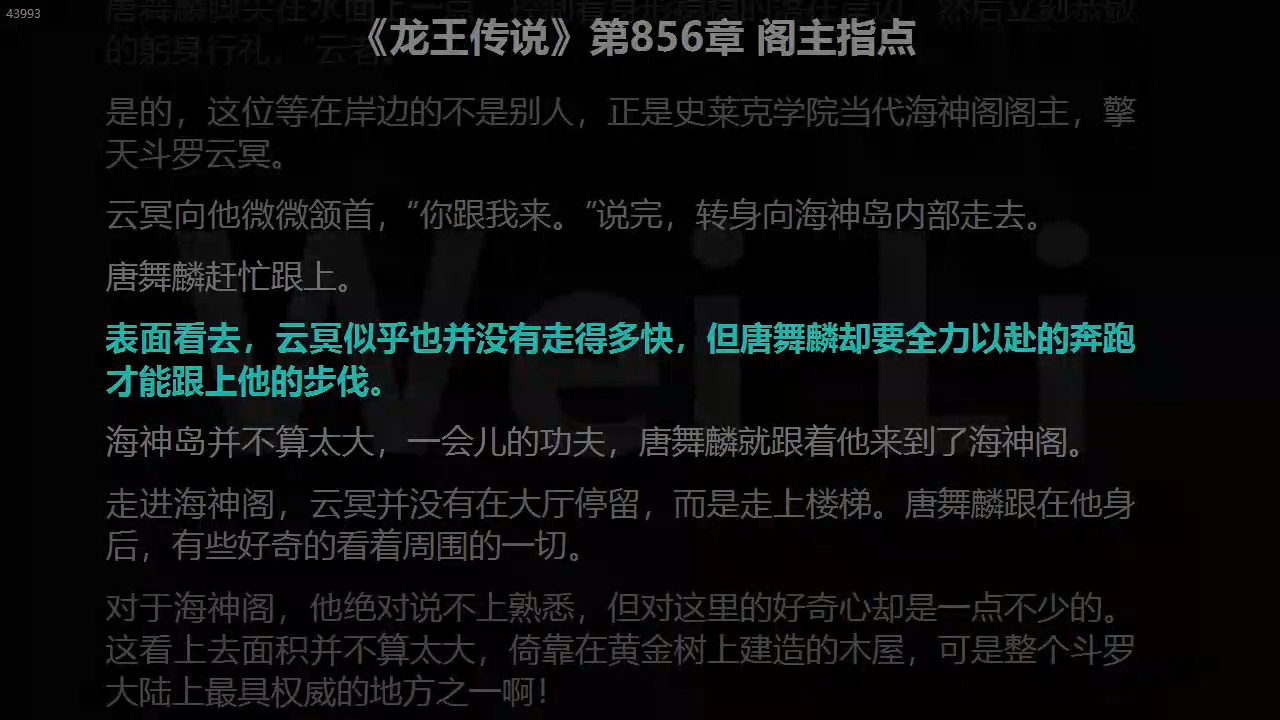 43993
《龙王传说》第856章 阁主指点
的躬身行礼，“云老。
是的，这位等在岸边的不是别人，正是史莱克学院当代海神阁阁主，擎
天斗罗云冥。
云冥向他微微颔首，“你跟我来。”说完，转身向海神岛内部走去。
唐舞麟赶忙跟上。
表面看去，云冥似乎也并没有走得多快，但唐舞麟却要全力以赴的奔跑
才能跟上他的步伐。
海神岛并不算太大，一会儿的功夫，唐舞麟就跟着他来到了海神阁。
走进海神阁，云冥并没有在大厅停留，而是走上楼梯。唐舞麟跟在他身
后，有些好奇的看着周围的一切。
对于海神阁，他绝对说不上熟悉，但对这里的好奇心却是一点不少的。
这看上去面积并不算太大，倚靠在黄金树上建造的木屋，可是整个斗罗
大陆上最具权威的地方之一啊！
Wei Li